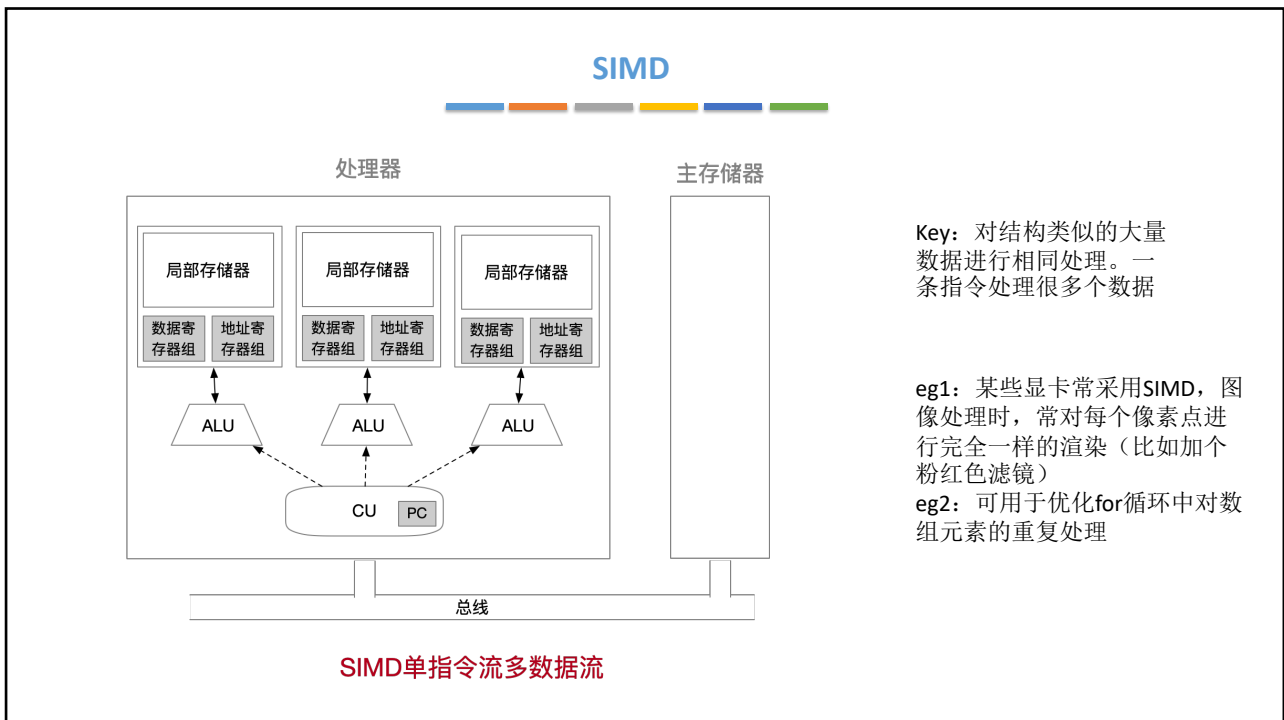 SIMD
处理器
主存储器
局部存储器
局部存储器
局部存储器
数据寄
存器组
地址寄
存器组
数据寄
存器组
地址寄
存器组
数据寄
存器组
地址寄
存器组
ALU
ALU
ALU
CU
PC
总线
SIMD单指令流多数据流
Key：对结构类似的大量
数据进行相同处理。一
条指令处理很多个数据
eg1：某些显卡常采用SIMD，图
像处理时，常对每个像素点进
行完全一样的渲染（比如加个
粉红色滤镜）
eg2：可用于优化for循环中对数
组元素的重复处理